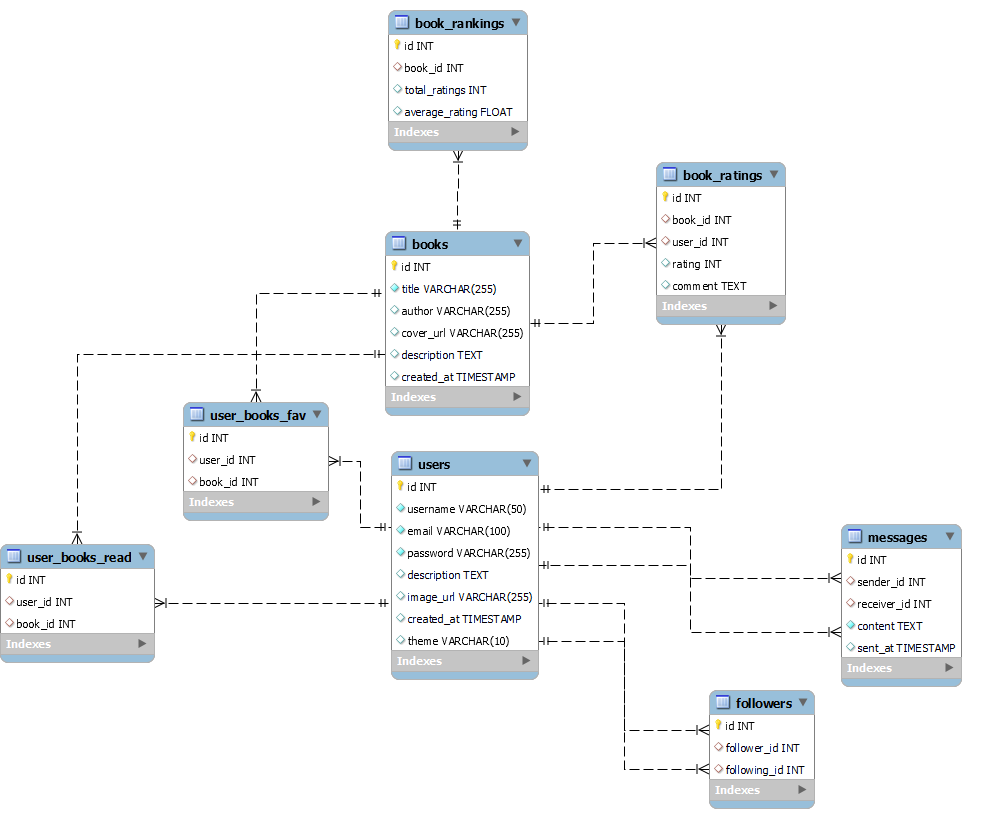 book_rankings
id INT
book_id INT
total_ratings INT
average_rating FLOAT
Indexes
book_ratings
id INT
book_id INT
user_id INT
rating INT
comment TEXT
Indexes
books
id INT
title VARCHAR(255)
author VARCHAR(255)
cover_url VARCHAR(255)
description TEXT
created_at TIMESTAMP
Indexes
user_books_fav
id INT
user_id INT
book_id INT
Indexes
users
id INT
username VARCHAR(50)
email VARCHAR(100)
password VARCHAR(255)
description TEXT
image_url VARCHAR(255)
created_at TIMESTAMP
theme VARCHAR(10)
Indexes
user_books_read
id INT
user_id INT
book_id INT
Indexes
messages
id INT
sender_id INT
receiver_id INT
content TEXT
sent_at TIMESTAMP
Indexes
followers
id INT
follower_id INT
following_id INT
Indexes